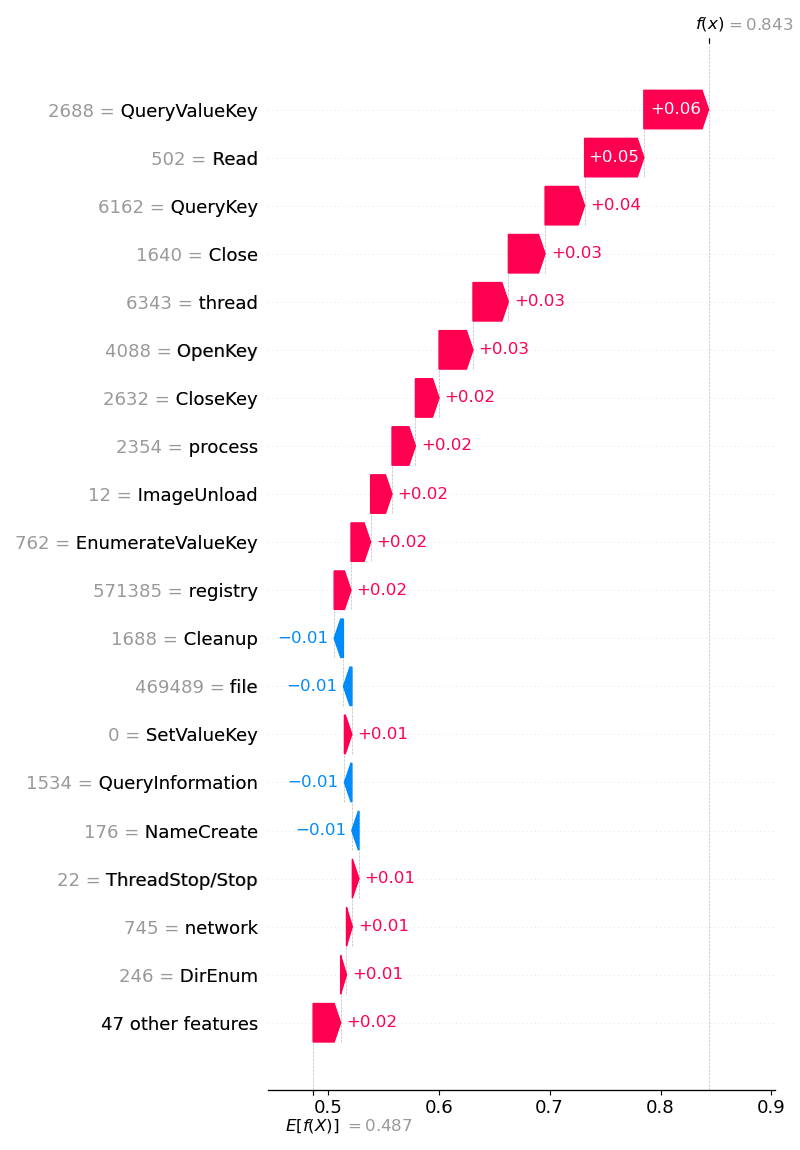 f(x) = 0.843
2688 = QueryValueKey +0.06
502 = Read +0.05
6162 = QueryKey +0.04
1640 = Close +0.03
6343 = thread +0.03
4088 = OpenKey +0.03
2632 = CloseKey +0.02
2354 = process +0.02
12 = ImageUnload +0.02
762 = EnumerateValueKey +0.02
571385 = registry +0.02
1688 = Cleanup −0.01
469489 = file −0.01
0 = SetValueKey +0.01
1534 = QueryInformation −0.01
176 = NameCreate −0.01
22 = ThreadStop/Stop +0.01
745 = network +0.01
246 = DirEnum +0.01
47 other features +0.02
0.5 0.6 0.7 0.8 0.9
E[f(X)] = 0.487